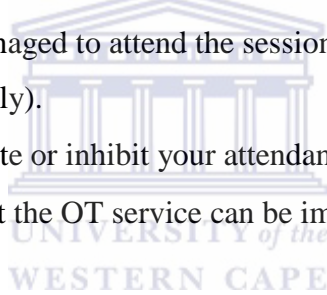 naged to attend the session
ly).
te or inhibit your attendan
t the OT service can be im
UNIVERSITY of the
WESTERN CAPE